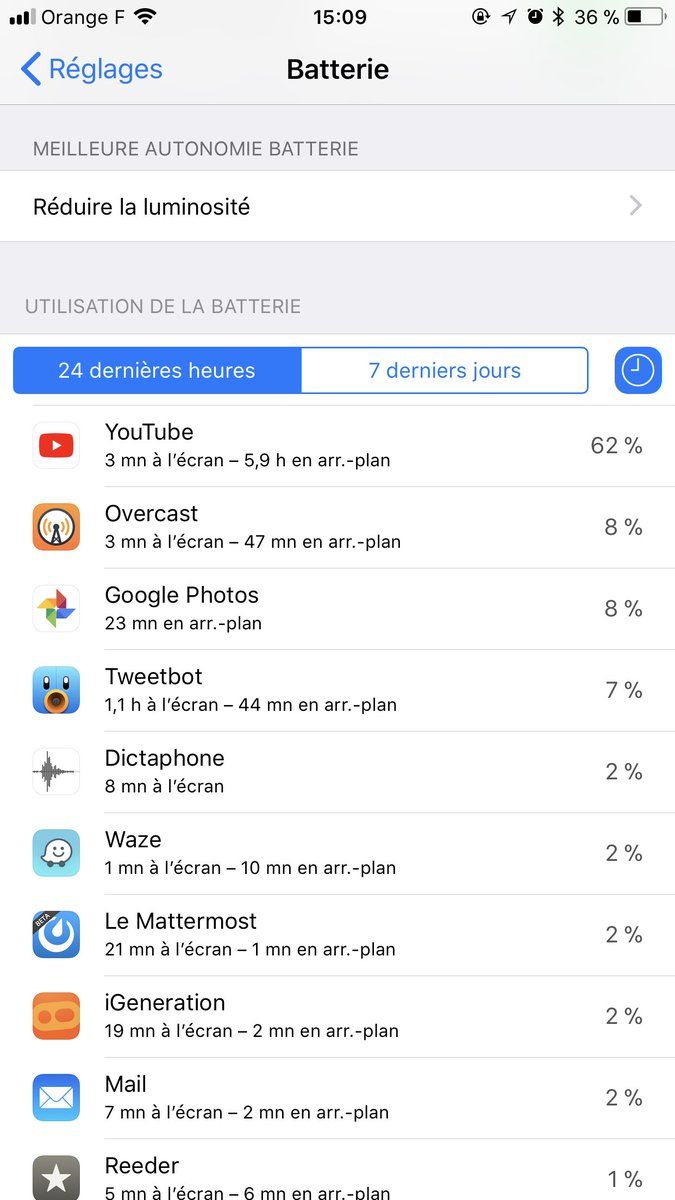 Orange F 15:09 36 %
Réglages Batterie
MEILLEURE AUTONOMIE BATTERIE
Réduire la luminosité
UTILISATION DE LA BATTERIE
24 dernières heures 7 derniers jours
YouTube
3 mn à l’écran – 5,9 h en arr.-plan
62 %
Overcast
3 mn à l’écran – 47 mn en arr.-plan
8 %
Google Photos
23 mn en arr.-plan
8 %
Tweetbot
1,1 h à l’écran – 44 mn en arr.-plan
7 %
Dictaphone
8 mn à l’écran
2 %
Waze
1 mn à l’écran – 10 mn en arr.-plan
2 %
BETA
Le Mattermost
21 mn à l’écran – 1 mn en arr.-plan
2 %
iGeneration
19 mn à l’écran – 2 mn en arr.-plan
2 %
Mail
7 mn à l’écran – 2 mn en arr.-plan
2 %
Reeder
5 mn à l’écran – 6 mn en arr.-plan
1 %